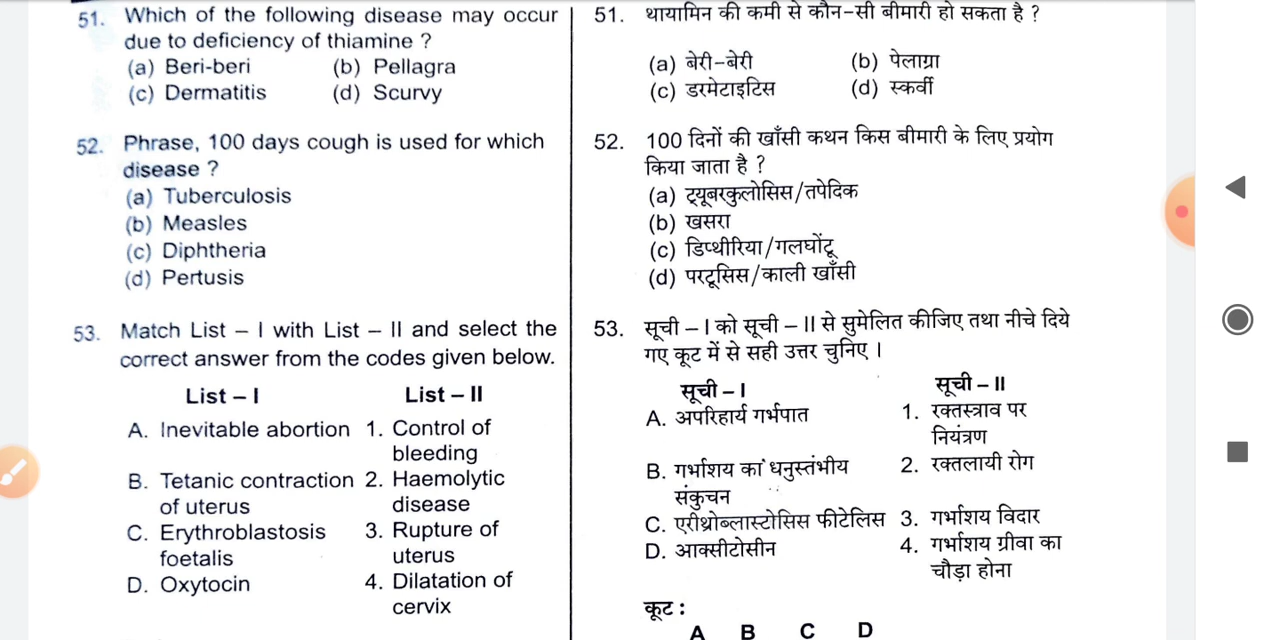 51. Which of the following disease may occur
due to deficiency of thiamine ?
(a) Beri-beri (b) Pellagra
(c) Dermatitis (d) Scurvy
52. Phrase, 100 days cough is used for which
disease ?
(a) Tuberculosis
(b) Measles
(c) Diphtheria
(d) Pertusis
53. Match List – I with List – II and select the
correct answer from the codes given below.
List – I List – II
A. Inevitable abortion 1. Control of
bleeding
B. Tetanic contraction 2. Haemolytic
of uterus disease
C. Erythroblastosis 3. Rupture of
foetalis uterus
D. Oxytocin 4. Dilatation of
cervix
51. थायामिन की कमी से कौन-सी बीमारी हो सकता है ?
(a) बेरी-बेरी (b) पेलाग्रा
(c) डरमेटाइटिस (d) स्कर्वी
52. 100 दिनों की खाँसी कथन किस बीमारी के लिए प्रयोग
किया जाता है ?
(a) ट्यूबरकुलोसिस/तपेदिक
(b) खसरा
(c) डिप्थीरिया/गलघोंटू
(d) परटूसिस/काली खाँसी
53. सूची – I को सूची – II से सुमेलित कीजिए तथा नीचे दिये
गए कूट में से सही उत्तर चुनिए ।
सूची – I सूची – II
A. अपरिहार्य गर्भपात 1. रक्तस्त्राव पर
नियंत्रण
B. गर्भाशय का धनुस्तंभीय 2. रक्तलायी रोग
संकुचन
C. एरीथ्रोब्लास्टोसिस फीटेलिस 3. गर्भाशय विदार
D. आक्सीटोसीन 4. गर्भाशय ग्रीवा का
चौड़ा होना
कूट :
A B C D